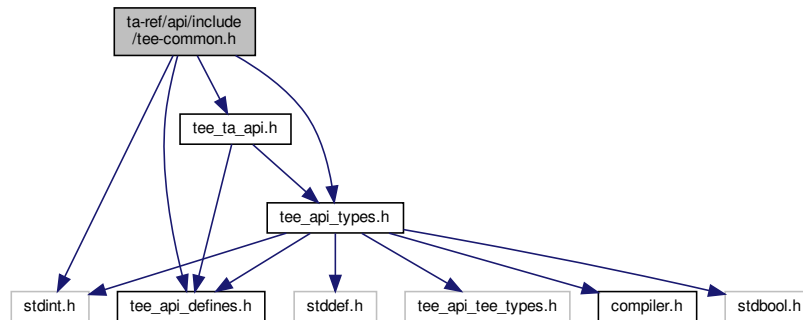 ta-ref/api/include
/tee-common.h
tee_ta_api.h
tee_api_types.h
stdint.h
tee_api_defines.h
stddef.h
tee_api_tee_types.h
compiler.h
stdbool.h